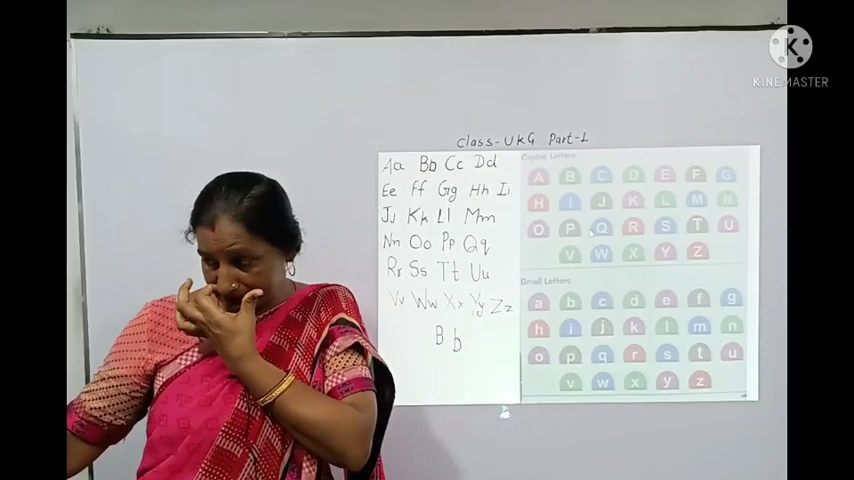 K
KINEMASTER
Class-UKG Part-L
Aa Bb Cc Dd
Ee Ff Gg Hh Ii
Jj Kk Ll Mm
Nn Oo Pp Qq
Rr Ss Tt Uu
Vv Ww Xx Yy Zz
B b
Capital Letters
A B C D E F G
H I J K L M N
O P Q R S T U
V W X Y Z
Small Letters
a b c d e f g
h i j k l m n
o p q r s t u
v w x y z